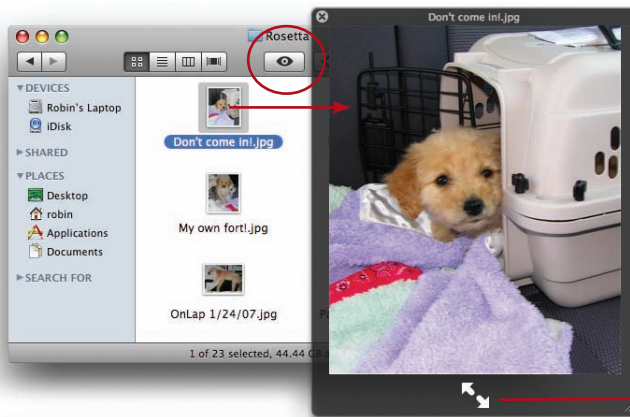 Rosetta
Don't come in!.jpg
DEVICES
Robin's Laptop
iDisk
SHARED
PLACES
Desktop
robin
Applications
Documents
SEARCH FOR
Don't come in!.jpg
My own fort!.jpg
OnLap 1/24/07.jpg
1 of 23 selected, 44.44